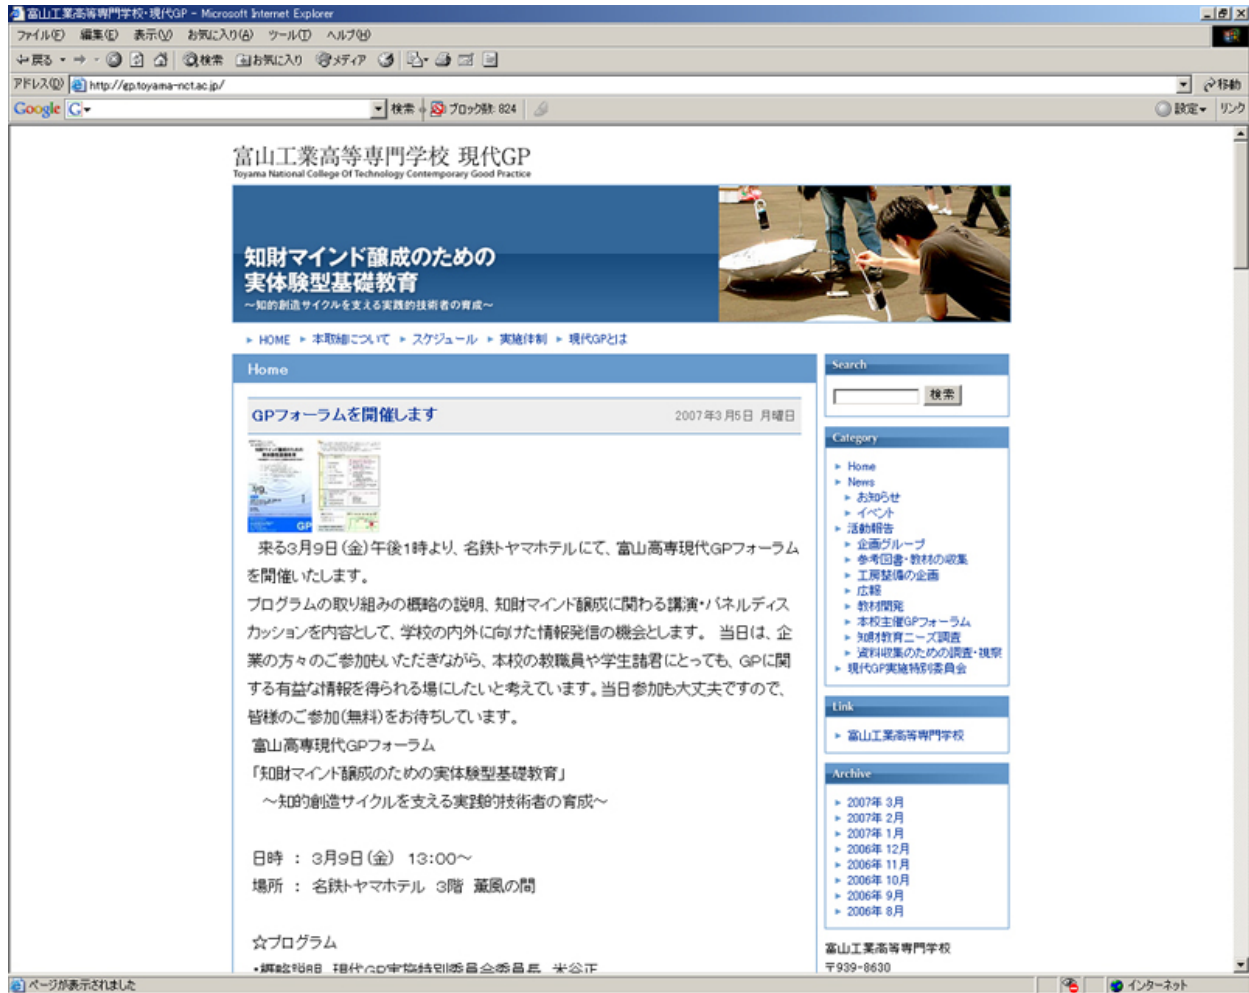 富山工業高等専門学校・現代GP - Microsoft Internet Explorer
ファイル(F) 編集(E) 表示(V) お気に入り(A) ツール(T) ヘルプ(H)
戻る 検索 お気に入り メディア
アドレス(D) http://gp.toyama-nct.ac.jp/ 移動
Google 検索 ブロック数: 824 設定 リンク
富山工業高等専門学校 現代GP
Toyama National College Of Technology Contemporary Good Practice
知財マインド醸成のための
実体験型基礎教育
~知的創造サイクルを支える実践的技術者の育成~
HOME 本取組について スケジュール 実施体制 現代GPとは
Home
GPフォーラムを開催します 2007年3月5日 月曜日
来る3月9日(金)午後1時より、名鉄トヤマホテルにて、富山高専現代GPフォーラム
を開催いたします。
プログラムの取り組みの概略の説明、知財マインド醸成に関わる講演・パネルディス
カッションを内容として、学校の内外に向けた情報発信の機会とします。 当日は、企
業の方々のご参加もいただきながら、本校の教職員や学生諸君にとっても、GPに関
する有益な情報を得られる場にしたいと考えています。当日参加も大丈夫ですので、
皆様のご参加(無料)をお待ちしています。
富山高専現代GPフォーラム
「知財マインド醸成のための実体験型基礎教育」
~知的創造サイクルを支える実践的技術者の育成~
日時 : 3月9日(金) 13:00~
場所 : 名鉄トヤマホテル 3階 薫風の間
☆プログラム
・概略説明 現代GP実施特別委員会委員長 米谷正
Search
検索
Category
Home
News
お知らせ
イベント
活動報告
企画グループ
参考図書・教材の収集
工房整備の企画
広報
教材開発
本校主催GPフォーラム
知財教育ニーズ調査
資料収集のための調査・視察
現代GP実施特別委員会
Link
富山工業高等専門学校
Archive
2007年 3月
2007年 2月
2007年 1月
2006年 12月
2006年 11月
2006年 10月
2006年 9月
2006年 8月
富山工業高等専門学校
〒939-8630
ページが表示されました インターネット